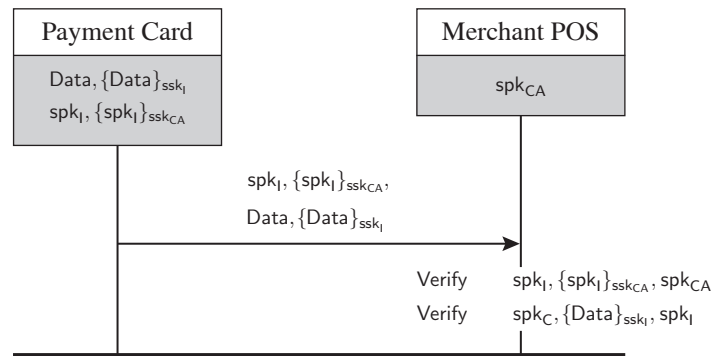 Payment Card
Merchant POS
Data, {Data}ssk_I
spk_I, {spk_I}ssk_CA
spk_CA
spk_I, {spk_I}ssk_CA,
Data, {Data}ssk_I
Verify spk_I, {spk_I}ssk_CA, spk_CA
Verify spk_C, {Data}ssk_I, spk_I